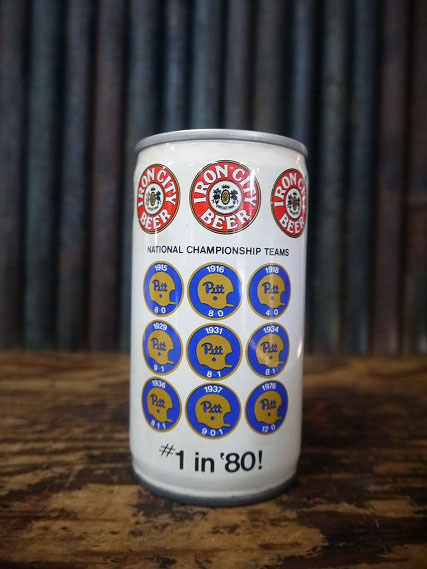 IRON CITY BEER IRON CITY BEER IRON CITY BEER
NATIONAL CHAMPIONSHIP TEAMS
1915 1916 1918
Pitt Pitt Pitt
8 0 8·0 4·0
1929 1931 1934
Pitt Pitt Pitt
9 1 8·1 8·1
1936 1937 1976
Pitt Pitt Pitt
8 1 1 9 0 1 12·0
#1 in '80!